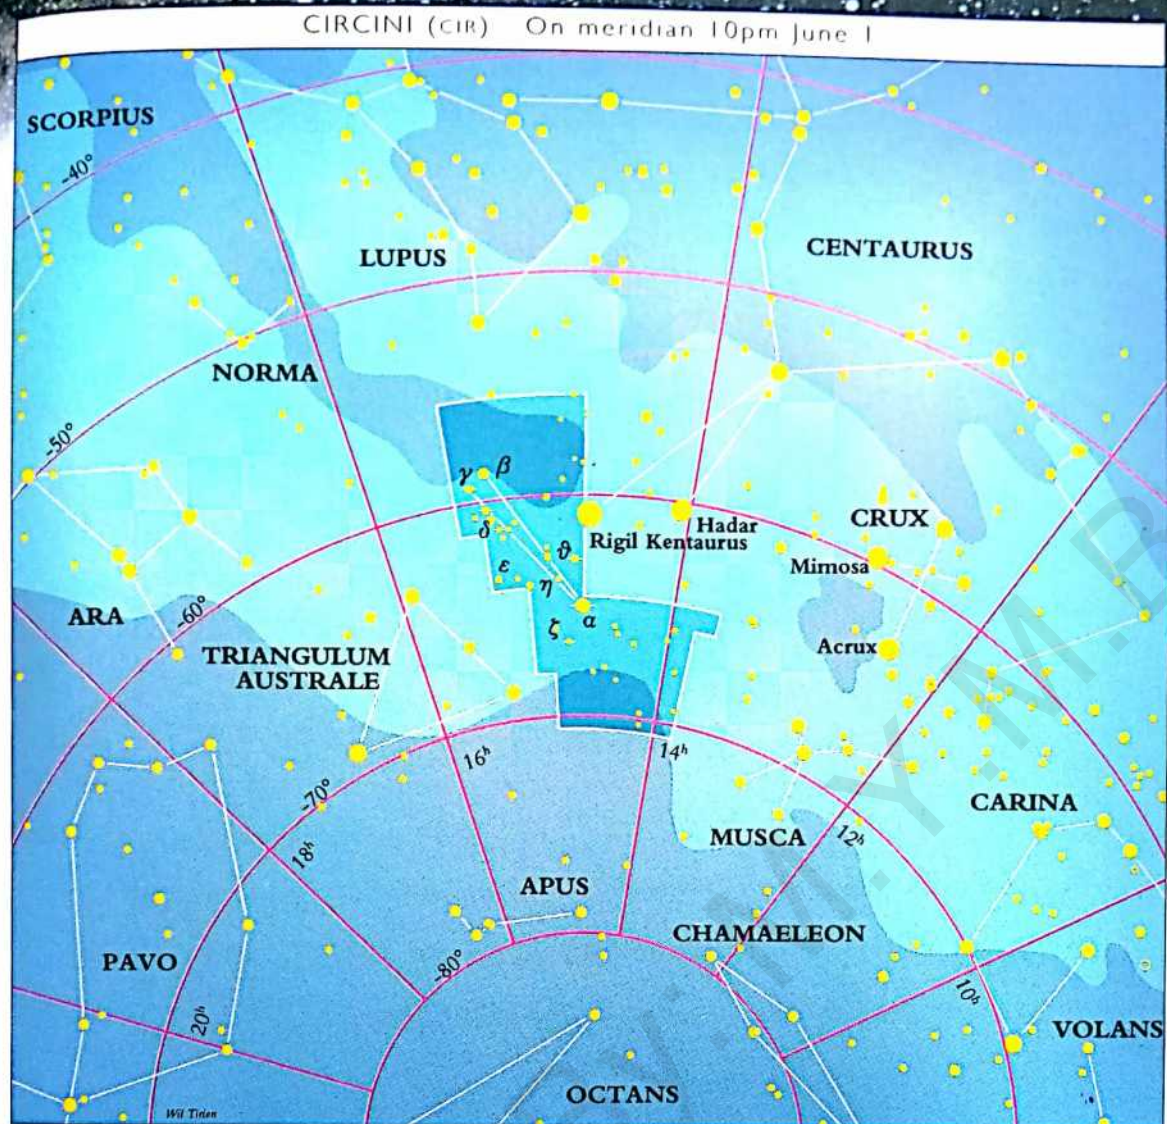 CIRCINI (CIR) On meridian 10pm June 1
SCORPIUS
-40°
LUPUS
CENTAURUS
NORMA
-50°
γ β
δ
ϑ
ε
η
α
ζ
Rigil Kentaurus
Hadar
CRUX
Mimosa
Acrux
ARA
-60°
TRIANGULUM
AUSTRALE
16h
14h
-70°
18h
CARINA
MUSCA
12h
APUS
CHAMAELEON
PAVO
-80°
10h
20h
VOLANS
OCTANS
Wil Tirion